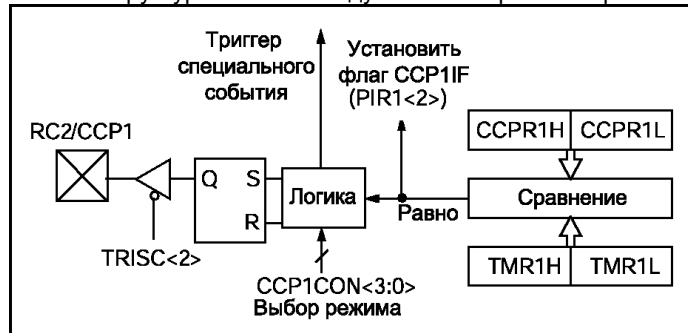 Триггер
специального
события
Установить
флаг CCP1IF
(PIR1<2>)
RC2/CCP1
CCPR1H CCPR1L
Q S
R
Логика
Равно
Сравнение
TRISC<2>
TMR1H TMR1L
CCP1CON<3:0>
Выбор режима